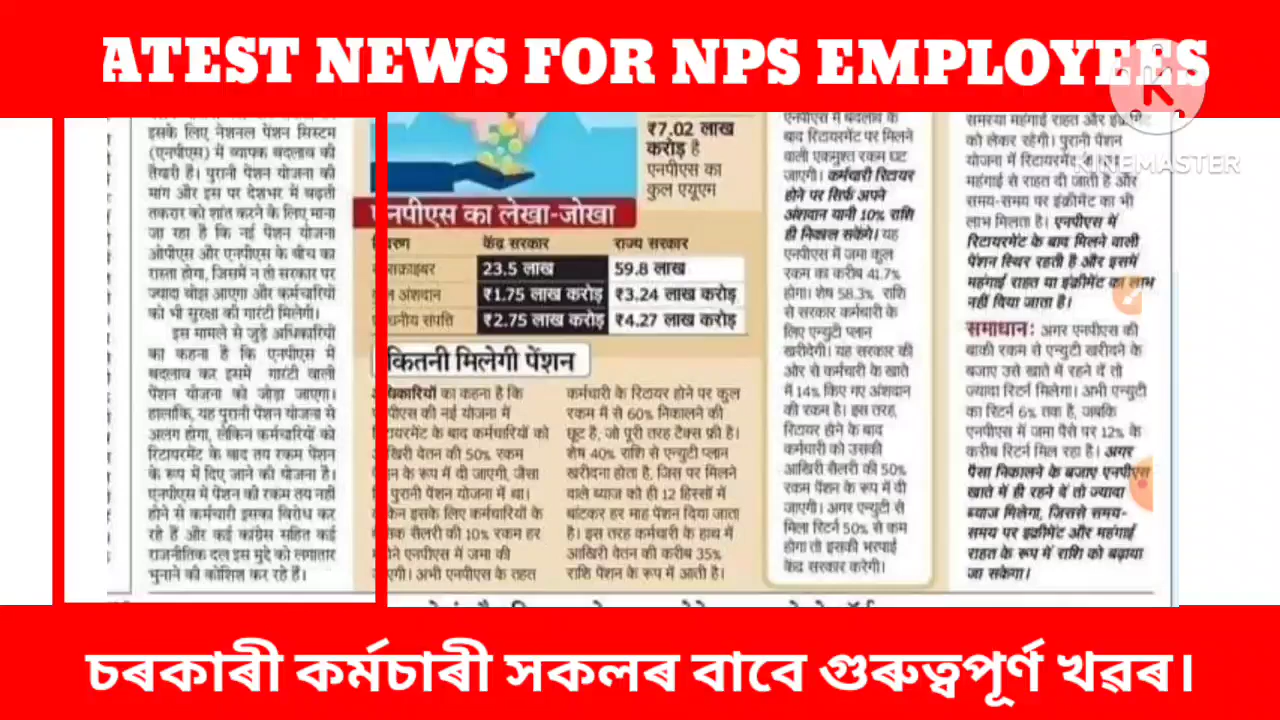 ATEST NEWS FOR NPS EMPLOYEES
KINEMASTER
इसके लिए नेशनल पेंशन सिस्टम
(एनपीएस) में व्यापक बदलाव की
तैयारी है। पुरानी पेंशन योजना की
मांग और इस पर देशभर में बढ़ती
तकरार को शांत करने के लिए माना
जा रहा है कि नई पेंशन योजना
ओपीएस और एनपीएस के बीच का
रास्ता होगा, जिसमें न तो सरकार पर
ज्यादा बोझ आएगा और कर्मचारियों
को भी सुरक्षा की गारंटी मिलेगी।
इस मामले से जुड़े अधिकारियों
का कहना है कि एनपीएस में
बदलाव कर इसमें गारंटी वाली
पेंशन योजना को जोड़ा जाएगा।
हालांकि, यह पुरानी पेंशन योजना से
अलग होगा, लेकिन कर्मचारियों को
रिटायरमेंट के बाद तय रकम पेंशन
के रूप में दिए जाने की योजना है।
एनपीएस में पेंशन की रकम तय नहीं
होने से कर्मचारी इसका विरोध कर
रहे हैं और कई कांग्रेस सहित कई
राजनीतिक दल इस मुद्दे को लगातार
भुनाने की कोशिश कर रहे हैं।
₹7.02 लाख
करोड़ है
एनपीएस का
कुल एयूएम
एनपीएस का लेखा-जोखा
केंद्र सरकार राज्य सरकार
23.5 लाख 59.8 लाख
अंशदान ₹1.75 लाख करोड़ ₹3.24 लाख करोड़
संपत्ति ₹2.75 लाख करोड़ ₹4.27 लाख करोड़
कितनी मिलेगी पेंशन
का कहना है कि
की नई योजना में
के बाद कर्मचारियों को
आखिरी वेतन की 50% रकम
के रूप में दी जाएगी, जैसा
पुरानी पेंशन योजना में था।
इसके लिए कर्मचारियों के
सैलरी की 10% रकम हर
एनपीएस में जमा की
अभी एनपीएस के तहत
कर्मचारी के रिटायर होने पर कुल
रकम में से 60% निकालने की
छूट है, जो पूरी तरह टैक्स फ्री है।
शेष 40% राशि से एन्युटी प्लान
खरीदना होता है, जिस पर मिलने
वाले ब्याज को ही 12 हिस्सों में
बांटकर हर माह पेंशन दिया जाता
है। इस तरह कर्मचारी के हाथ में
आखिरी वेतन की करीब 35%
राशि पेंशन के रूप में आती है।
एनपीएस में बदलाव के
बाद रिटायरमेंट पर मिलने
वाली एकमुश्त रकम घट
जाएगी। कर्मचारी रिटायर
होने पर सिर्फ अपने
अंशदान यानी 10% राशि
ही निकाल सकेंगे। यह
एनपीएस में जमा कुल
रकम का करीब 41.7%
होगा। शेष 58.3% राशि
से सरकार कर्मचारी के
लिए एन्युटी प्लान
खरीदेगी। यह सरकार की
ओर से कर्मचारी के खाते
में 14% किए गए अंशदान
की रकम है। इस तरह,
रिटायर होने के बाद
कर्मचारी को उसकी
आखिरी सैलरी की 50%
रकम पेंशन के रूप में दी
जाएगी। अगर एन्युटी से
मिला रिटर्न 50% से कम
होगा तो इसकी भरपाई
केंद्र सरकार करेगी।
समस्या महंगाई राहत और इंक्रीमेंट
को लेकर रहेगी। पुरानी पेंशन
योजना में रिटायरमेंट के बाद
महंगाई से राहत दी जाती है और
समय-समय पर इंक्रीमेंट का भी
लाभ मिलता है। एनपीएस में
रिटायरमेंट के बाद मिलने वाली
पेंशन स्थिर रहती है और इसमें
महंगाई राहत या इंक्रीमेंट का लाभ
नहीं दिया जाता है।
समाधान: अगर एनपीएस की
बाकी रकम से एन्युटी खरीदने के
बजाए उसे खाते में रहने दें तो
ज्यादा रिटर्न मिलेगा। अभी एन्युटी
का रिटर्न 6% तक है, जबकि
एनपीएस में जमा पैसे पर 12% के
करीब रिटर्न मिल रहा है। अगर
पैसा निकालने के बजाए एनपीएस
खाते में ही रहने दें तो ज्यादा
ब्याज मिलेगा, जिससे समय-
समय पर इंक्रीमेंट और महंगाई
राहत के रूप में राशि को बढ़ाया
जा सकेगा।
চৰকাৰী কৰ্মচাৰী সকলৰ বাবে গুৰুত্বপূৰ্ণ খৱৰ।